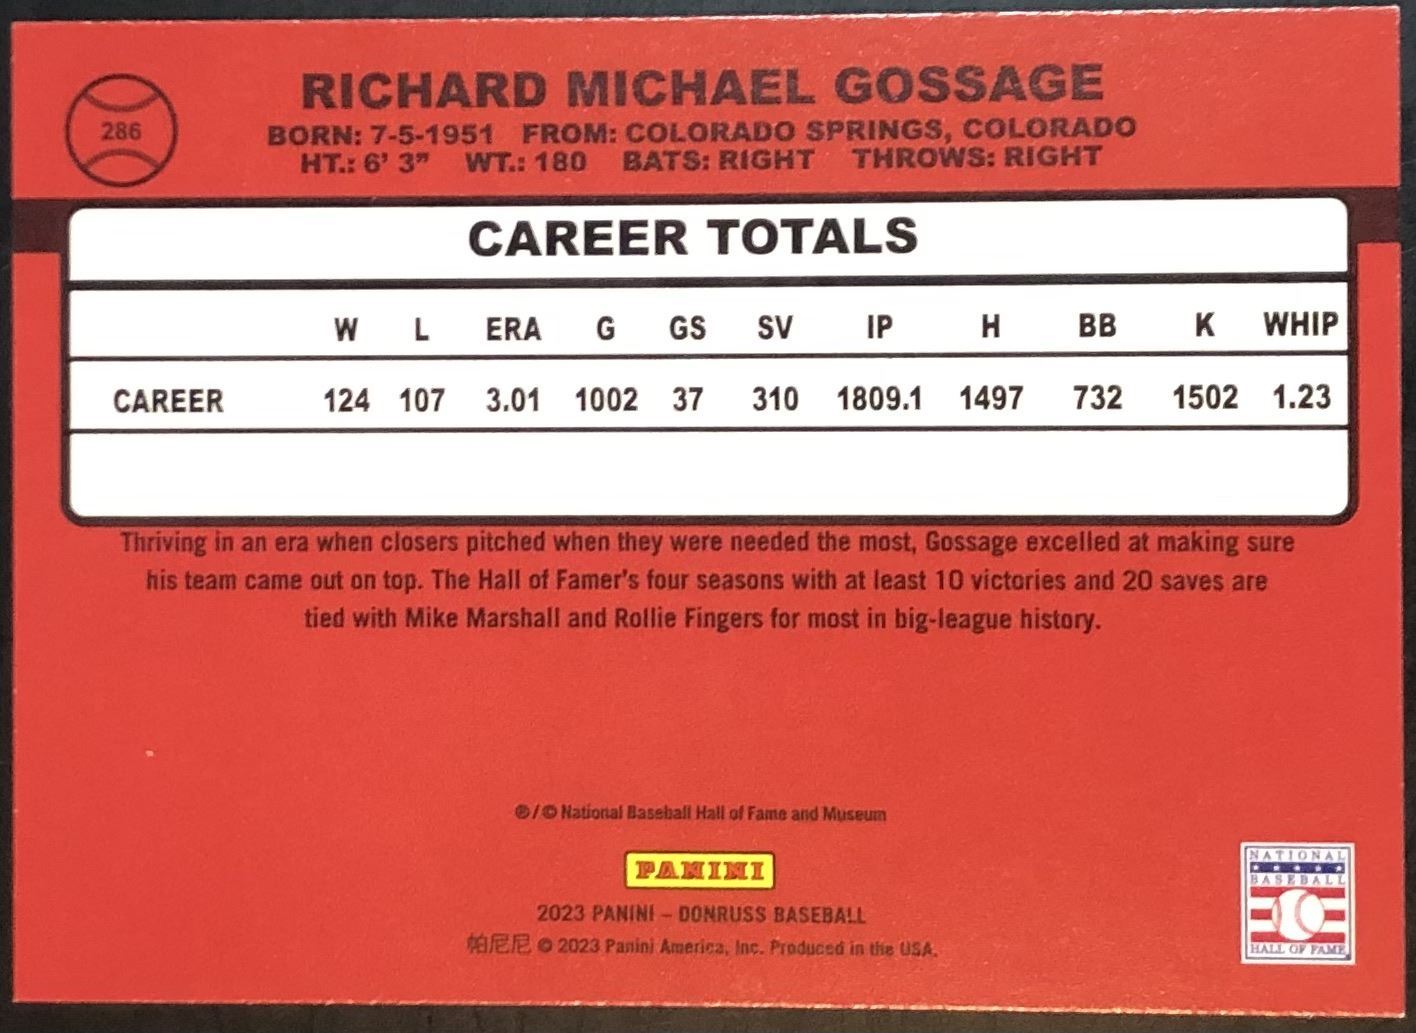 286
RICHARD MICHAEL GOSSAGE
BORN: 7-5-1951 FROM: COLORADO SPRINGS, COLORADO
HT.: 6' 3" WT.: 180 BATS: RIGHT THROWS: RIGHT
CAREER TOTALS
W L ERA G GS SV IP H BB K WHIP
CAREER 124 107 3.01 1002 37 310 1809.1 1497 732 1502 1.23
Thriving in an era when closers pitched when they were needed the most, Gossage excelled at making sure
his team came out on top. The Hall of Famer's four seasons with at least 10 victories and 20 saves are
tied with Mike Marshall and Rollie Fingers for most in big-league history.
®/© National Baseball Hall of Fame and Museum
PANINI
2023 PANINI – DONRUSS BASEBALL
帕尼尼 © 2023 Panini America, Inc. Produced in the USA.
NATIONAL
BASEBALL
HALL OF FAME